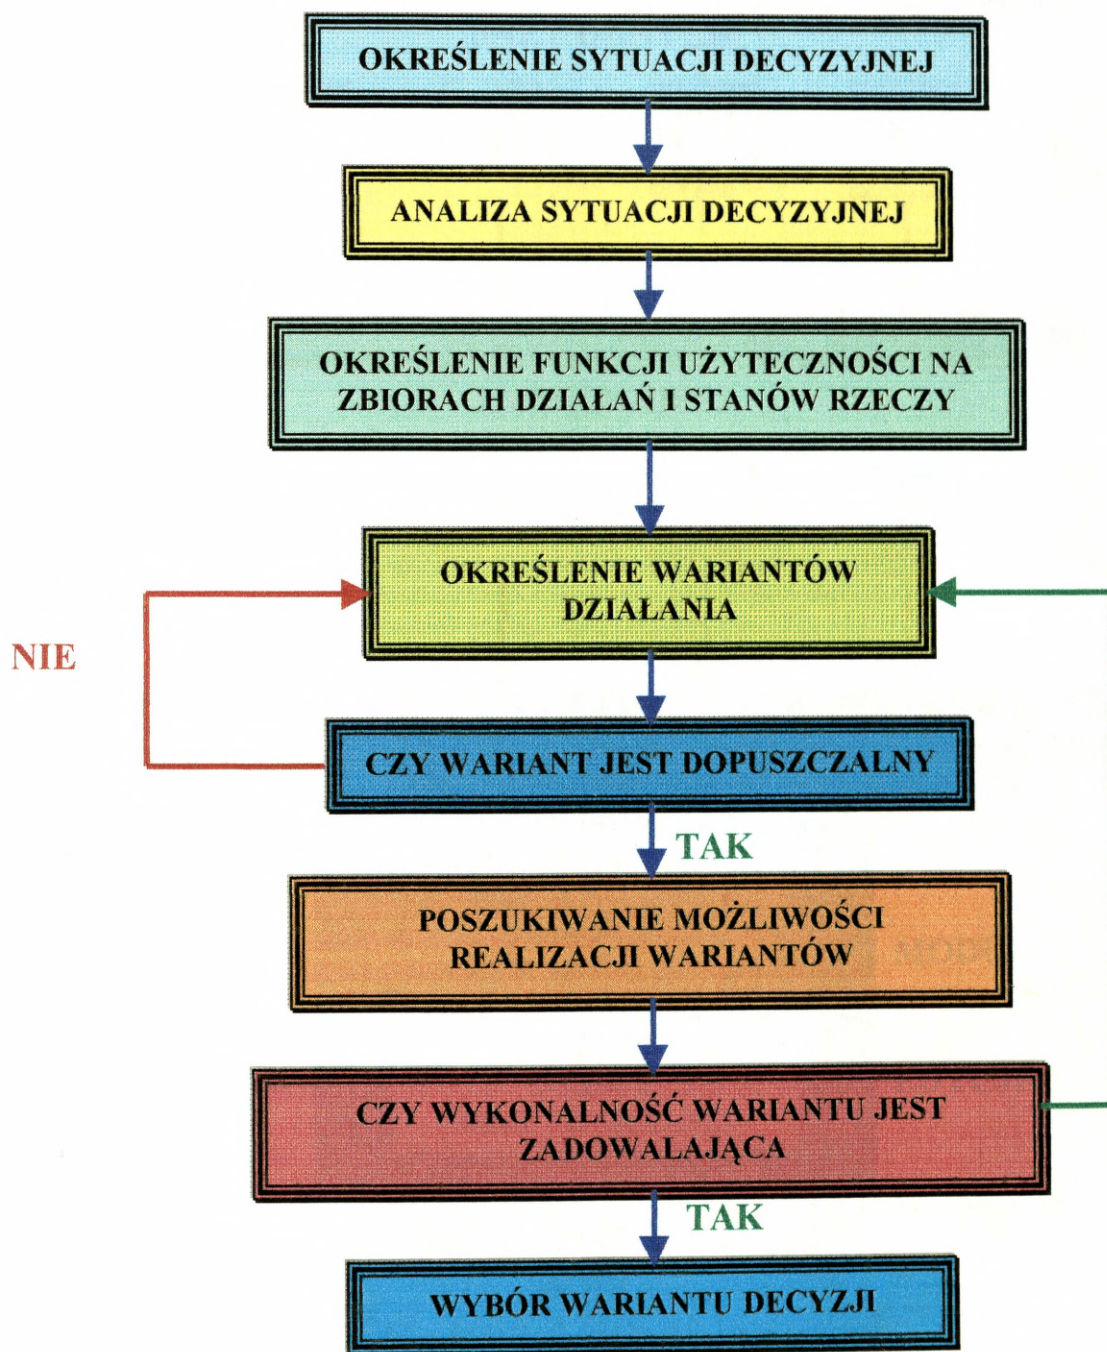 OKREŚLENIE SYTUACJI DECYZYJNEJ
ANALIZA SYTUACJI DECYZYJNEJ
OKREŚLENIE FUNKCJI UŻYTECZNOŚCI NA
ZBIORACH DZIAŁAŃ I STANÓW RZECZY
OKREŚLENIE WARIANTÓW
DZIAŁANIA
NIE
CZY WARIANT JEST DOPUSZCZALNY
TAK
POSZUKIWANIE MOŻLIWOŚCI
REALIZACJI WARIANTÓW
CZY WYKONALNOŚĆ WARIANTU JEST
ZADOWALAJĄCA
TAK
WYBÓR WARIANTU DECYZJI